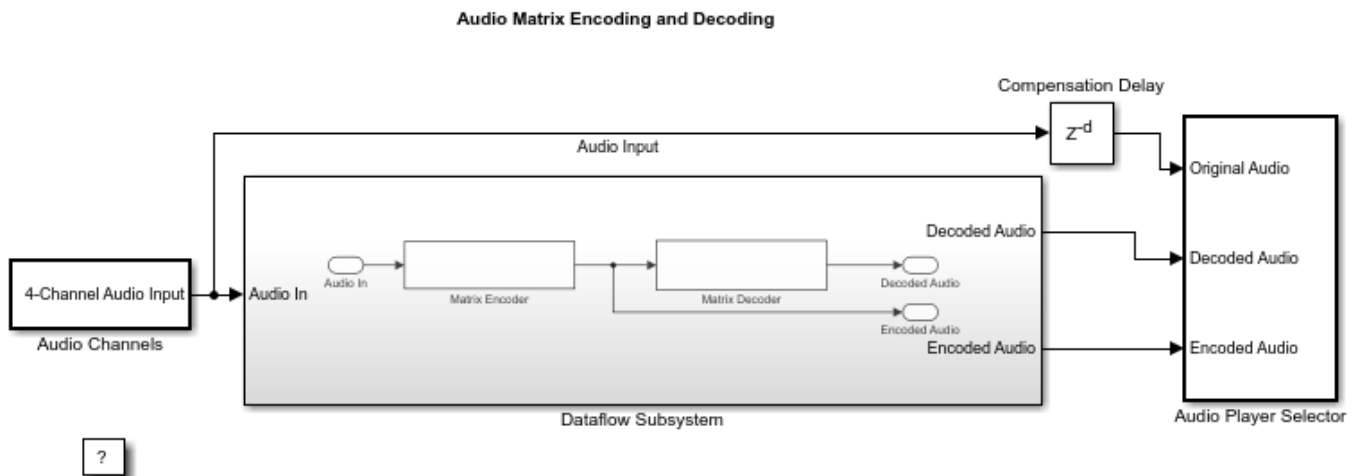 Audio Matrix Encoding and Decoding
Compensation Delay
Z-d
Audio Input
Original Audio
Decoded Audio
Decoded Audio
4-Channel Audio Input
Audio In
Audio In
Matrix Encoder
Matrix Decoder
Decoded Audio
Encoded Audio
Encoded Audio
Encoded Audio
Audio Channels
Dataflow Subsystem
Audio Player Selector
?